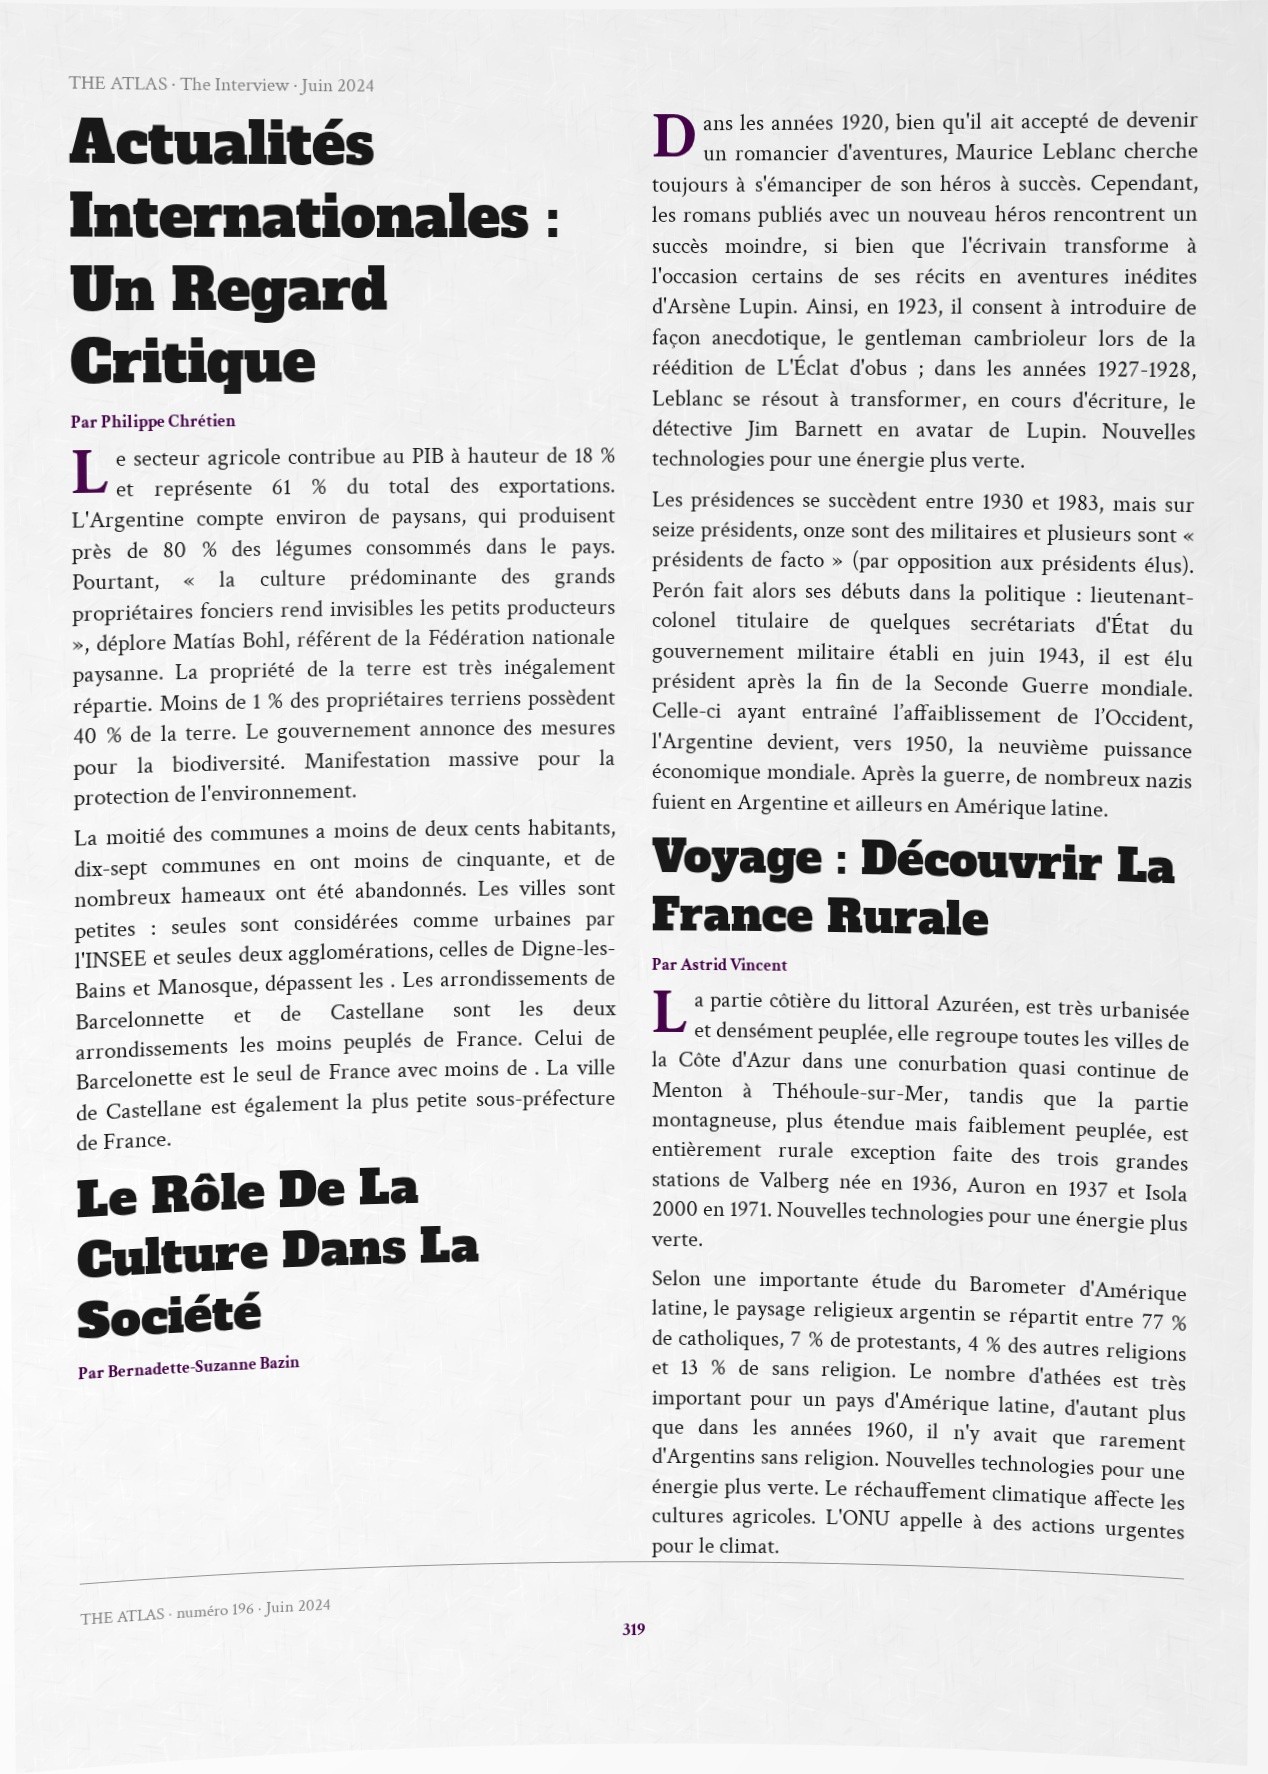 THE ATLAS · The Interview · Juin 2024
Actualités
Internationales :
Un Regard
Critique
Par Philippe Chrétien
Le secteur agricole contribue au PIB à hauteur de 18 %
et représente 61 % du total des exportations.
L'Argentine compte environ de paysans, qui produisent
près de 80 % des légumes consommés dans le pays.
Pourtant, « la culture prédominante des grands
propriétaires fonciers rend invisibles les petits producteurs
», déplore Matías Bohl, référent de la Fédération nationale
paysanne. La propriété de la terre est très inégalement
répartie. Moins de 1 % des propriétaires terriens possèdent
40 % de la terre. Le gouvernement annonce des mesures
pour la biodiversité. Manifestation massive pour la
protection de l'environnement.
La moitié des communes a moins de deux cents habitants,
dix-sept communes en ont moins de cinquante, et de
nombreux hameaux ont été abandonnés. Les villes sont
petites : seules sont considérées comme urbaines par
l'INSEE et seules deux agglomérations, celles de Digne-les-
Bains et Manosque, dépassent les . Les arrondissements de
Barcelonnette et de Castellane sont les deux
arrondissements les moins peuplés de France. Celui de
Barcelonette est le seul de France avec moins de . La ville
de Castellane est également la plus petite sous-préfecture
de France.
Le Rôle De La
Culture Dans La
Société
Par Bernadette-Suzanne Bazin
Dans les années 1920, bien qu'il ait accepté de devenir
un romancier d'aventures, Maurice Leblanc cherche
toujours à s'émanciper de son héros à succès. Cependant,
les romans publiés avec un nouveau héros rencontrent un
succès moindre, si bien que l'écrivain transforme à
l'occasion certains de ses récits en aventures inédites
d'Arsène Lupin. Ainsi, en 1923, il consent à introduire de
façon anecdotique, le gentleman cambrioleur lors de la
réédition de L'Éclat d'obus ; dans les années 1927-1928,
Leblanc se résout à transformer, en cours d'écriture, le
détective Jim Barnett en avatar de Lupin. Nouvelles
technologies pour une énergie plus verte.
Les présidences se succèdent entre 1930 et 1983, mais sur
seize présidents, onze sont des militaires et plusieurs sont «
présidents de facto » (par opposition aux présidents élus).
Perón fait alors ses débuts dans la politique : lieutenant-
colonel titulaire de quelques secrétariats d'État du
gouvernement militaire établi en juin 1943, il est élu
président après la fin de la Seconde Guerre mondiale.
Celle-ci ayant entraîné l’affaiblissement de l’Occident,
l'Argentine devient, vers 1950, la neuvième puissance
économique mondiale. Après la guerre, de nombreux nazis
fuient en Argentine et ailleurs en Amérique latine.
Voyage : Découvrir La
France Rurale
Par Astrid Vincent
La partie côtière du littoral Azuréen, est très urbanisée
et densément peuplée, elle regroupe toutes les villes de
la Côte d'Azur dans une conurbation quasi continue de
Menton à Théhoule-sur-Mer, tandis que la partie
montagneuse, plus étendue mais faiblement peuplée, est
entièrement rurale exception faite des trois grandes
stations de Valberg née en 1936, Auron en 1937 et Isola
2000 en 1971. Nouvelles technologies pour une énergie plus
verte.
Selon une importante étude du Barometer d'Amérique
latine, le paysage religieux argentin se répartit entre 77 %
de catholiques, 7 % de protestants, 4 % des autres religions
et 13 % de sans religion. Le nombre d'athées est très
important pour un pays d'Amérique latine, d'autant plus
que dans les années 1960, il n'y avait que rarement
d'Argentins sans religion. Nouvelles technologies pour une
énergie plus verte. Le réchauffement climatique affecte les
cultures agricoles. L'ONU appelle à des actions urgentes
pour le climat.
THE ATLAS · numéro 196 · Juin 2024
319